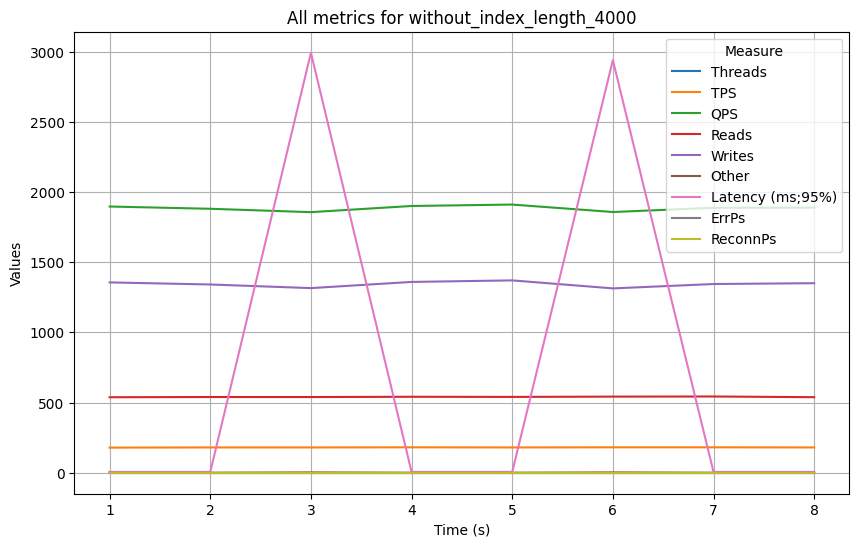 All metrics for without_index_length_4000
Measure
Threads
TPS
QPS
Reads
Writes
Other
Latency (ms;95%)
ErrPs
ReconnPs
Values
3000
2500
2000
1500
1000
500
0
1 2 3 4 5 6 7 8
Time (s)